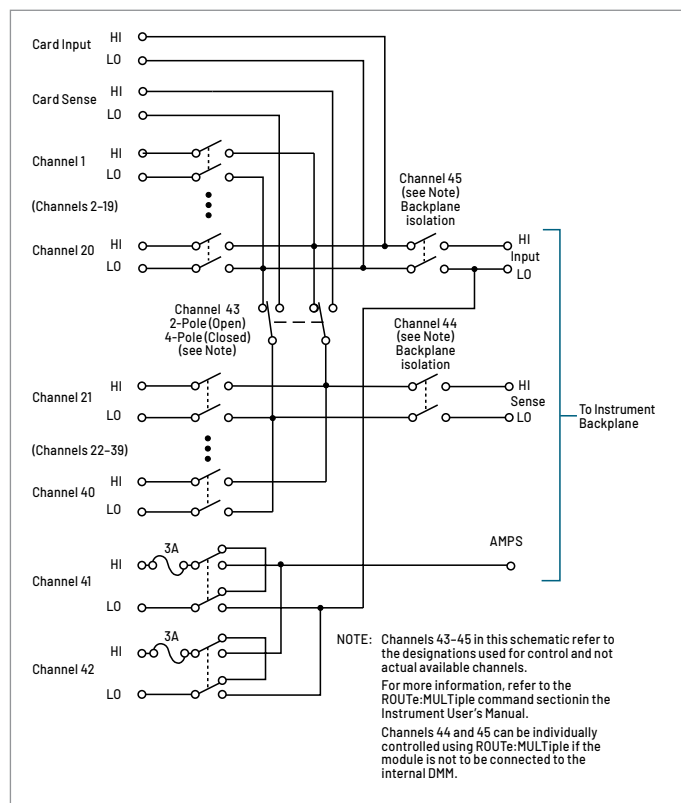 Card Input HI
LO
Card Sense HI
LO
Channel 1 HI
LO
(Channels 2–19)
Channel 20 HI
LO
Channel 45
(see Note)
Backplane
isolation
HI
Input
LO
Channel 43
2-Pole (Open)
4-Pole (Closed)
(see Note)
Channel 44
(see Note)
Backplane
isolation
Channel 21 HI
LO
HI
Sense
LO
To Instrument
Backplane
(Channels 22–39)
Channel 40 HI
LO
AMPS
3A
Channel 41 HI
LO
3A
Channel 42 HI
LO
NOTE: Channels 43–45 in this schematic refer to
the designations used for control and not
actual available channels.
For more information, refer to the
ROUTe:MULTiple command sectionin the
Instrument User's Manual.
Channels 44 and 45 can be individually
controlled using ROUTe:MULTiple if the
module is not to be connected to the
internal DMM.